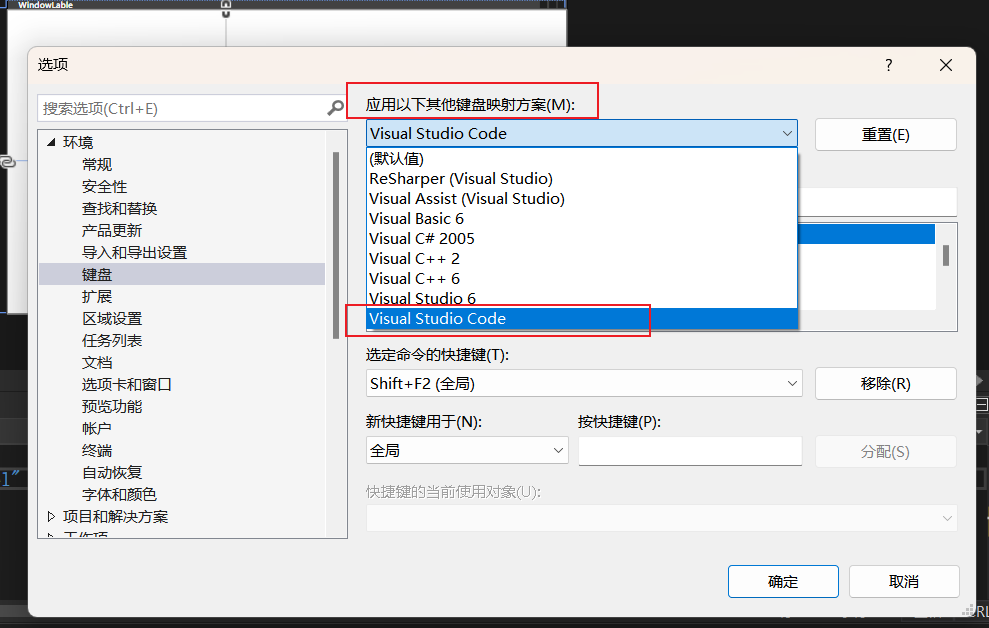 WindowLable
选项
?
搜索选项(Ctrl+E)
环境
常规
安全性
查找和替换
产品更新
导入和导出设置
键盘
扩展
区域设置
任务列表
文档
选项卡和窗口
预览功能
帐户
终端
自动恢复
字体和颜色
项目和解决方案
工作项
应用以下其他键盘映射方案(M):
Visual Studio Code
重置(E)
(默认值)
ReSharper (Visual Studio)
Visual Assist (Visual Studio)
Visual Basic 6
Visual C# 2005
Visual C++ 2
Visual C++ 6
Visual Studio 6
Visual Studio Code
选定命令的快捷键(T):
Shift+F2 (全局)
移除(R)
新快捷键用于(N):
按快捷键(P):
全局
分配(S)
快捷键的当前使用对象(U):
确定
取消
1"